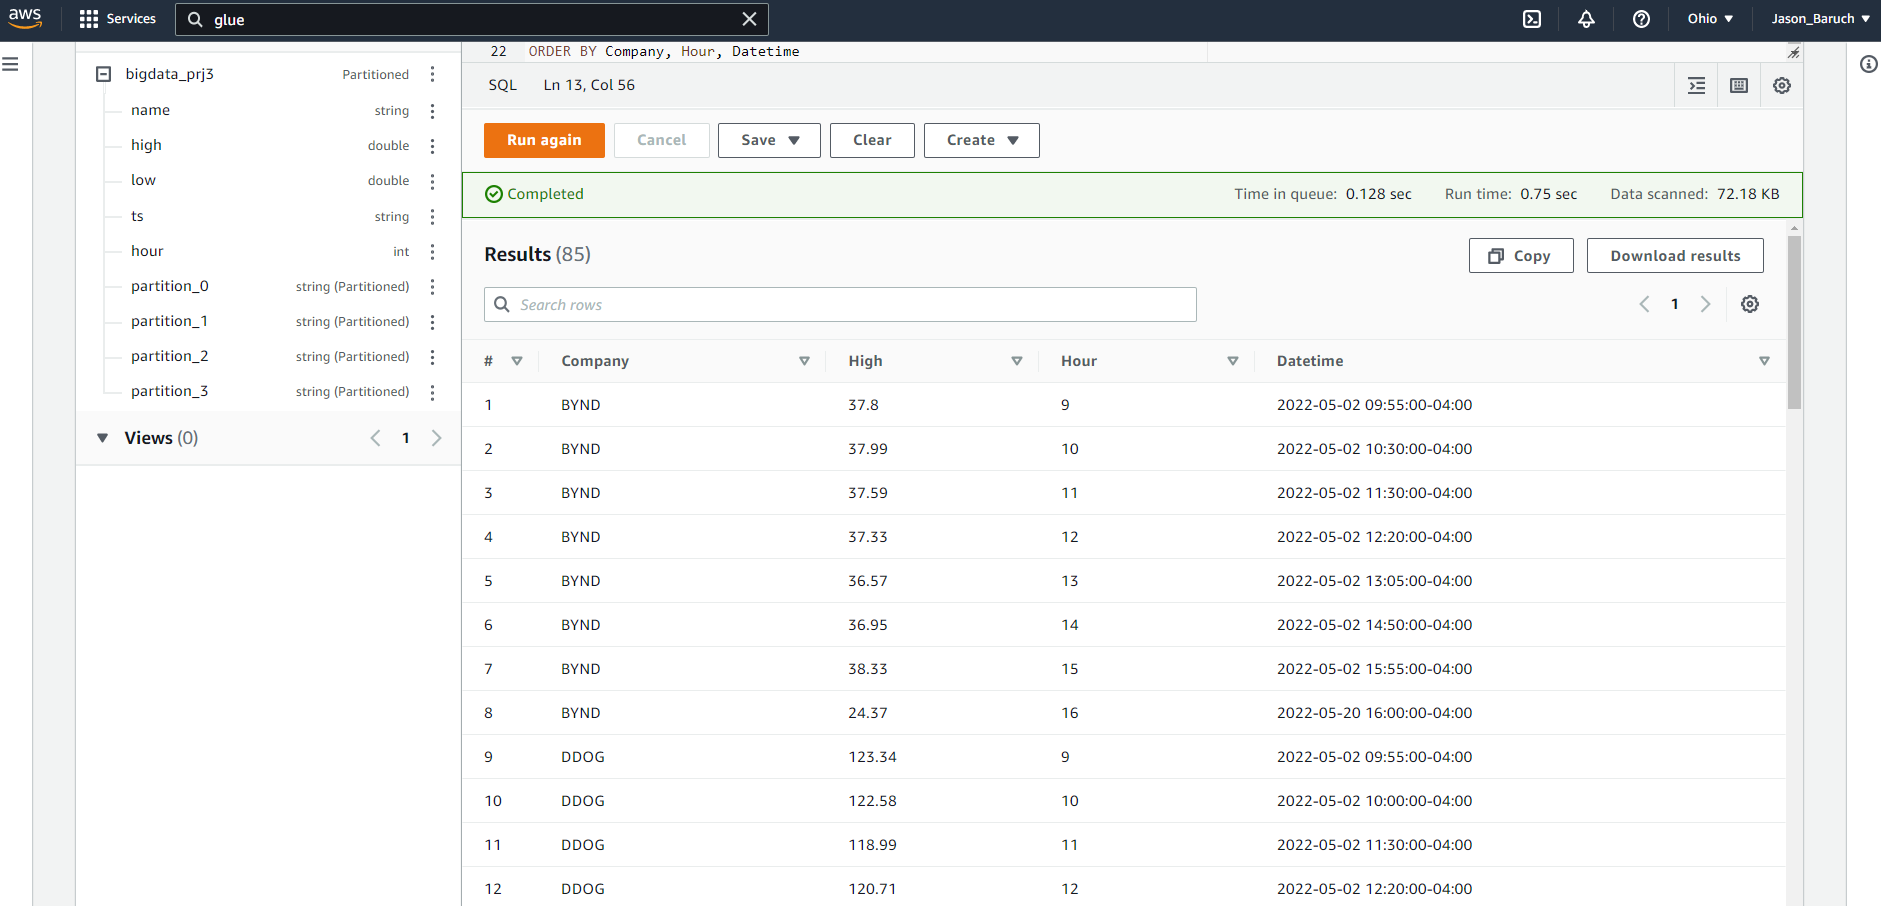 aws Services glue Ohio Jason_Baruch
bigdata_prj3 Partitioned
name string
high double
low double
ts string
hour int
partition_0 string (Partitioned)
partition_1 string (Partitioned)
partition_2 string (Partitioned)
partition_3 string (Partitioned)
Views (0) 1
22 ORDER BY Company, Hour, Datetime
SQL Ln 13, Col 56
Run again Cancel Save Clear Create
Completed Time in queue: 0.128 sec Run time: 0.75 sec Data scanned: 72.18 KB
Results (85) Copy Download results
Search rows 1
# Company High Hour Datetime
1 BYND 37.8 9 2022-05-02 09:55:00-04:00
2 BYND 37.99 10 2022-05-02 10:30:00-04:00
3 BYND 37.59 11 2022-05-02 11:30:00-04:00
4 BYND 37.33 12 2022-05-02 12:20:00-04:00
5 BYND 36.57 13 2022-05-02 13:05:00-04:00
6 BYND 36.95 14 2022-05-02 14:50:00-04:00
7 BYND 38.33 15 2022-05-02 15:55:00-04:00
8 BYND 24.37 16 2022-05-20 16:00:00-04:00
9 DDOG 123.34 9 2022-05-02 09:55:00-04:00
10 DDOG 122.58 10 2022-05-02 10:00:00-04:00
11 DDOG 118.99 11 2022-05-02 11:30:00-04:00
12 DDOG 120.71 12 2022-05-02 12:20:00-04:00